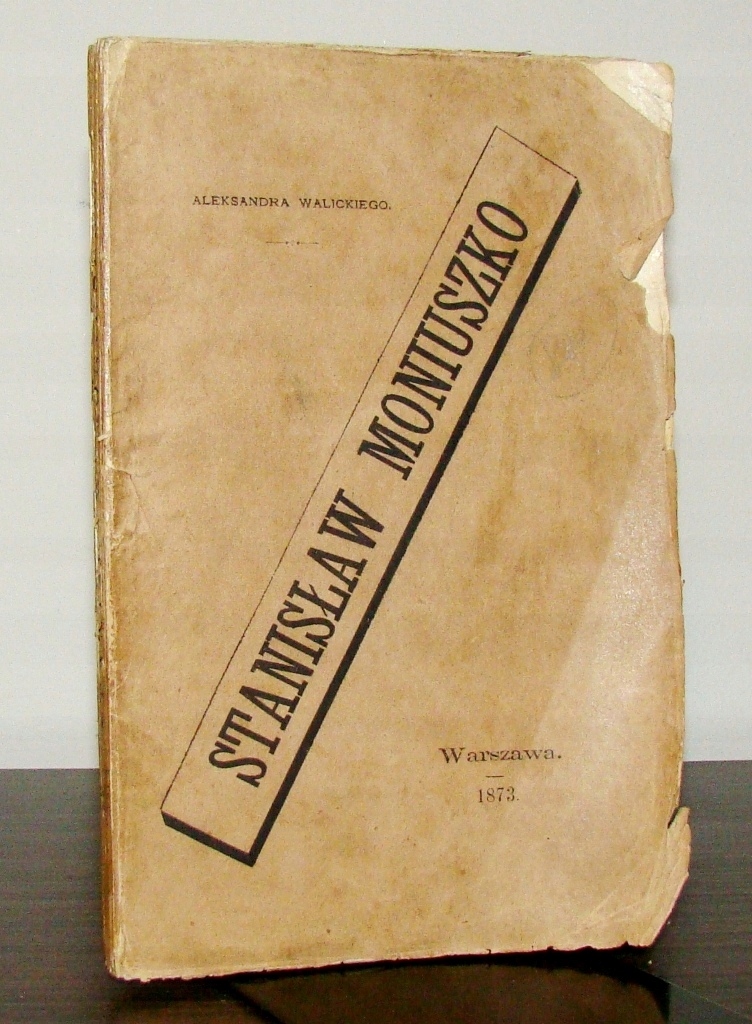 ALEKSANDRA WALICKIEGO.
STANISŁAW MONIUSZKO
Warszawa.
1873.